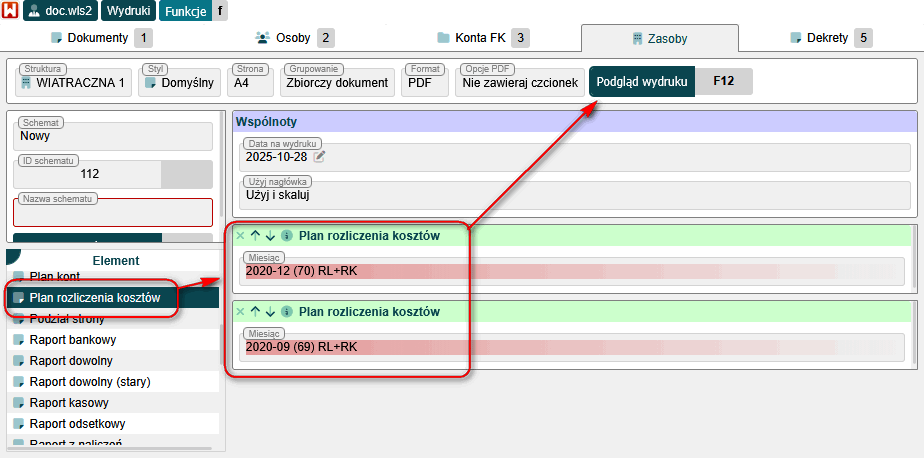 doc.wls2 Wydruki Funkcje f
Dokumenty 1 Osoby 2 Konta FK 3 Zasoby Dekrety 5
Struktura Styl Strona Grupowanie Format Opcje PDF
WIATRACZNA 1 Domyślny A4 Zbiorczy dokument PDF Nie zawieraj czcionek Podgląd wydruku F12
Schemat
Nowy
ID schematu
112
Nazwa schematu
Element
Plan kont
Plan rozliczenia kosztów
Podział strony
Raport bankowy
Raport dowolny
Raport dowolny (stary)
Raport kasowy
Raport odsetkowy
Raport z naliczeń
Wspólnoty
Data na wydruku
2025-10-28
Użyj nagłówka
Użyj i skaluj
Plan rozliczenia kosztów
Miesiąc
2020-12 (70) RL+RK
Plan rozliczenia kosztów
Miesiąc
2020-09 (69) RL+RK